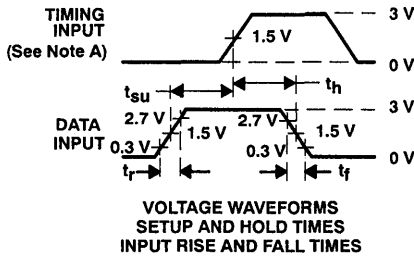 TIMING
INPUT
(See Note A)
3 V
1.5 V
0 V
tsu
th
DATA
INPUT
2.7 V
1.5 V
0.3 V
2.7 V
1.5 V
0.3 V
3 V
0 V
tr
tf
VOLTAGE WAVEFORMS
SETUP AND HOLD TIMES
INPUT RISE AND FALL TIMES